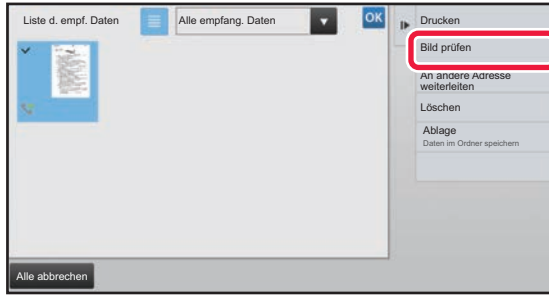 Liste d. empf. Daten
Alle empfang. Daten
OK
Drucken
Bild prüfen
An andere Adresse
weiterleiten
Löschen
Ablage
Daten im Ordner speichern
Alle abbrechen